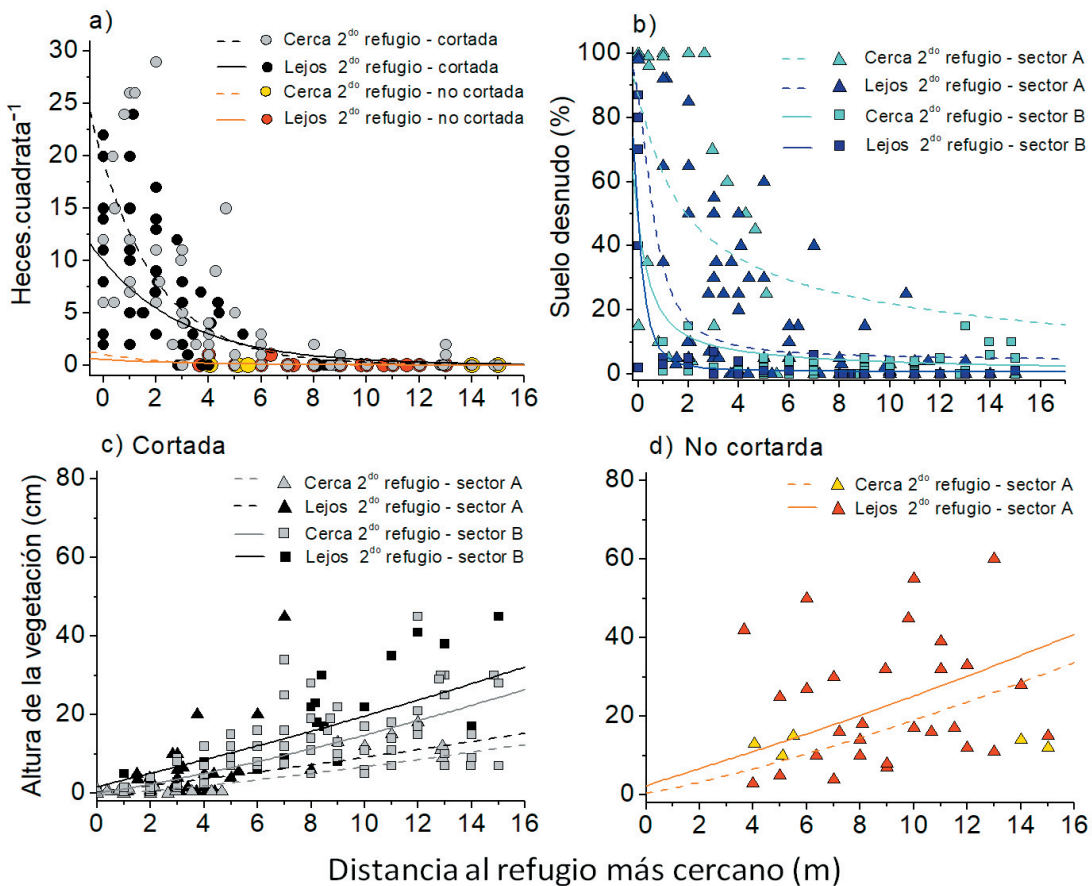 a)
Cerca 2do refugio - cortada
Lejos 2do refugio - cortada
Cerca 2do refugio - no cortada
Lejos 2do refugio - no cortada
Heces.cuadrata-1
30
25
20
15
10
5
0
0 2 4 6 8 10 12 14 16
b)
Cerca 2do refugio - sector A
Lejos 2do refugio - sector A
Cerca 2do refugio - sector B
Lejos 2do refugio - sector B
Suelo desnudo (%)
100
80
60
40
20
0
0 2 4 6 8 10 12 14 16
c) Cortada
Cerca 2do refugio - sector A
Lejos 2do refugio - sector A
Cerca 2do refugio - sector B
Lejos 2do refugio - sector B
Altura de la vegetación (cm)
80
60
40
20
0
0 2 4 6 8 10 12 14 16
d) No cortarda
Cerca 2do refugio - sector A
Lejos 2do refugio - sector A
80
60
40
20
0
0 2 4 6 8 10 12 14 16
Distancia al refugio más cercano (m)